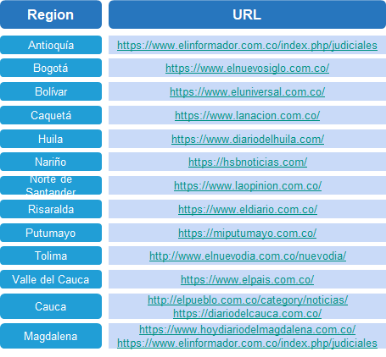 Region URL
Antioquía https://www.elinformador.com.co/index.php/judiciales
Bogotá https://www.elnuevosiglo.com.co/
Bolívar https://www.eluniversal.com.co/
Caquetá https://www.lanacion.com.co/
Huila https://www.diariodelhuila.com/
Nariño https://hsbnoticias.com/
Norte de
Santander https://www.laopinion.com.co/
Risaralda https://www.eldiario.com.co/
Putumayo https://miputumayo.com.co/
Tolima http://www.elnuevodia.com.co/nuevodia/
Valle del Cauca https://www.elpais.com.co/
Cauca http://elpueblo.com.co/category/noticias/
https://diariodelcauca.com.co/
Magdalena https://www.hoydiariodelmagdalena.com.co/
https://www.elinformador.com.co/index.php/judiciales